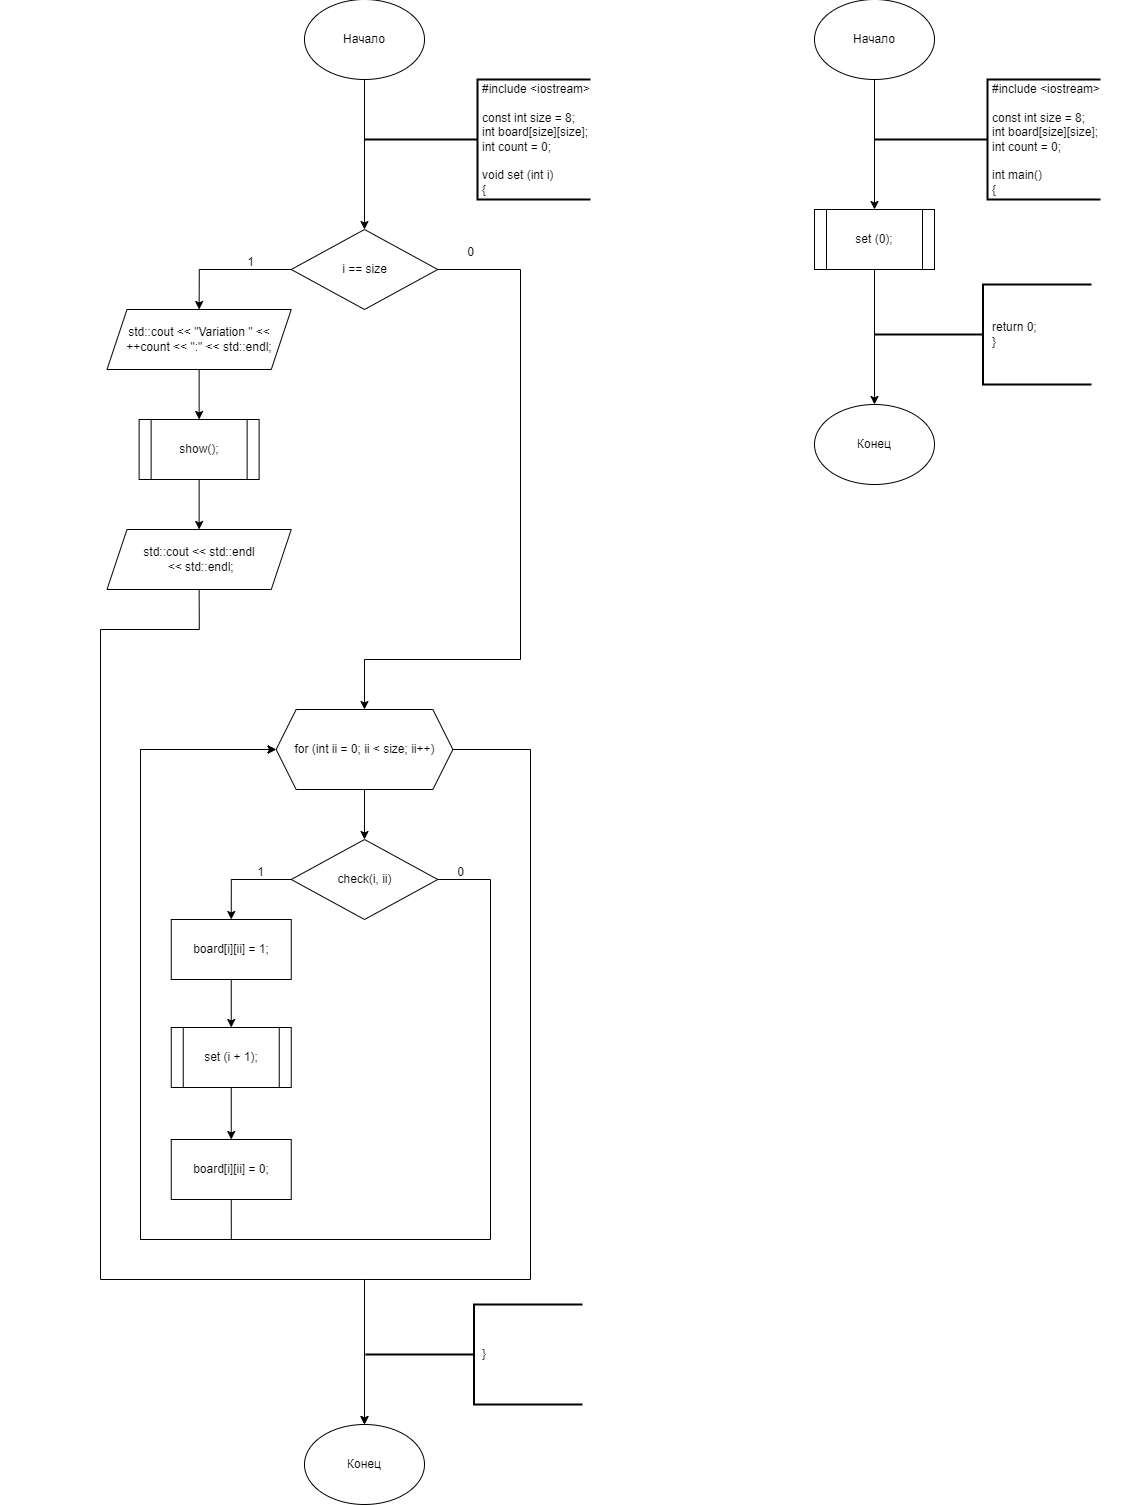 Начало
#include <iostream>
const int size = 8;
int board[size][size];
int count = 0;
void set (int i)
{
i == size
1
0
std::cout << "Variation " <<
++count << ":" << std::endl;
show();
std::cout << std::endl
<< std::endl;
for (int ii = 0; ii < size; ii++)
check(i, ii)
1
0
board[i][ii] = 1;
set (i + 1);
board[i][ii] = 0;
}
Конец
Начало
#include <iostream>
const int size = 8;
int board[size][size];
int count = 0;
int main()
{
set (0);
return 0;
}
Конец